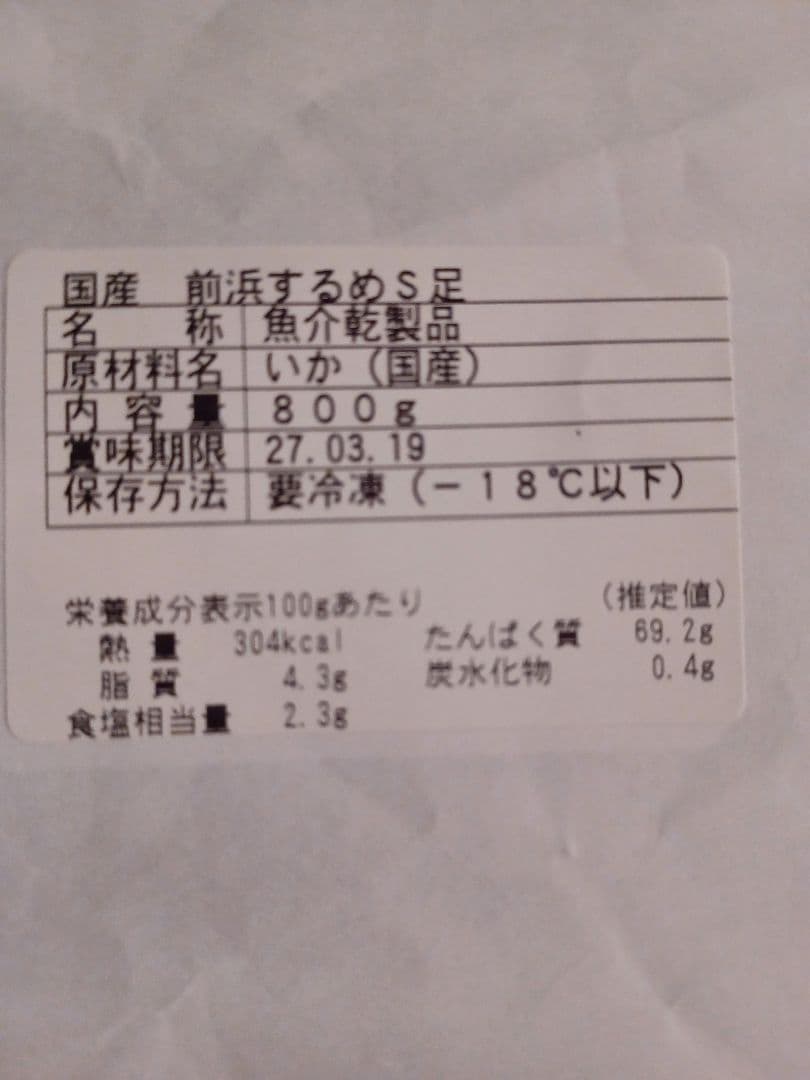 国産　前浜するめS足
名　称　魚介乾製品
原材料名　いか（国産）
内容量　800g
賞味期限　27.03.19
保存方法　要冷凍（－18℃以下）
栄養成分表示100gあたり　（推定値）
熱量　304kcal　たんぱく質　69.2g
脂質　4.3g　炭水化物　0.4g
食塩相当量　2.3g